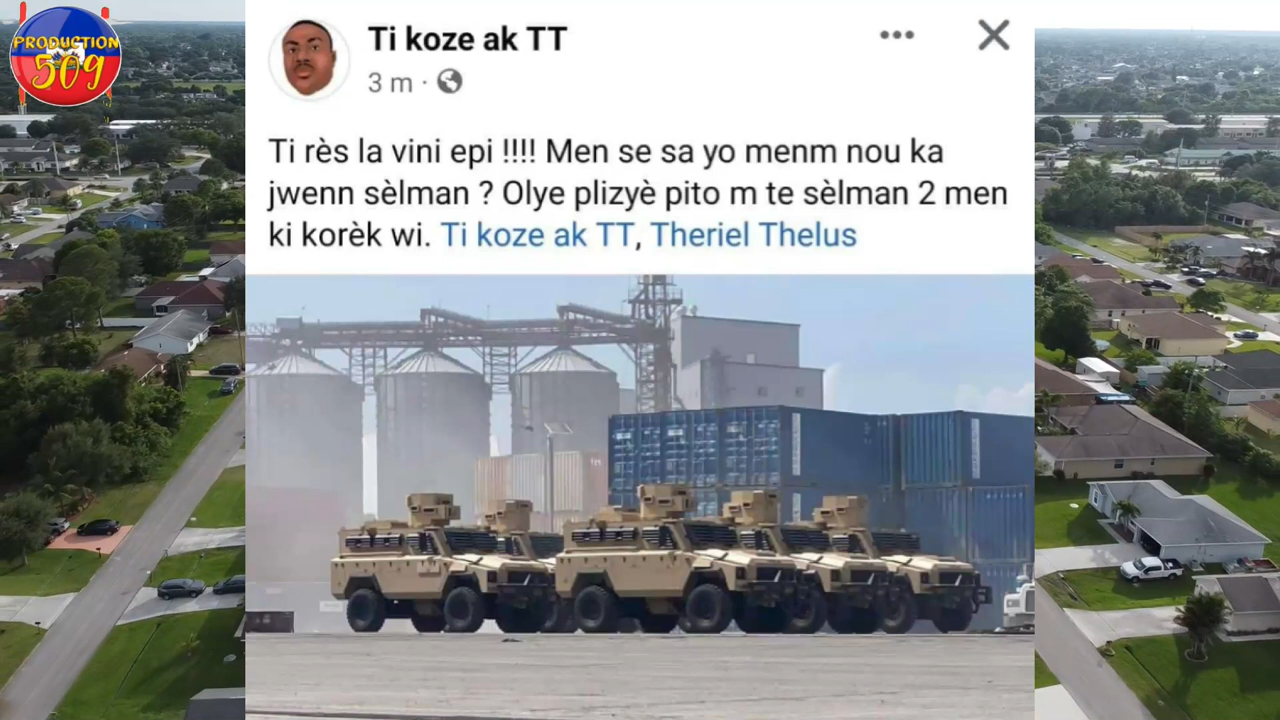 PRODUCTION
509
Ti koze ak TT
3 m ·
Ti rès la vini epi !!!! Men se sa yo menm nou ka
jwenn sèlman ? Olye plizyè pito m te sèlman 2 men
ki korèk wi. Ti koze ak TT, Theriel Thelus